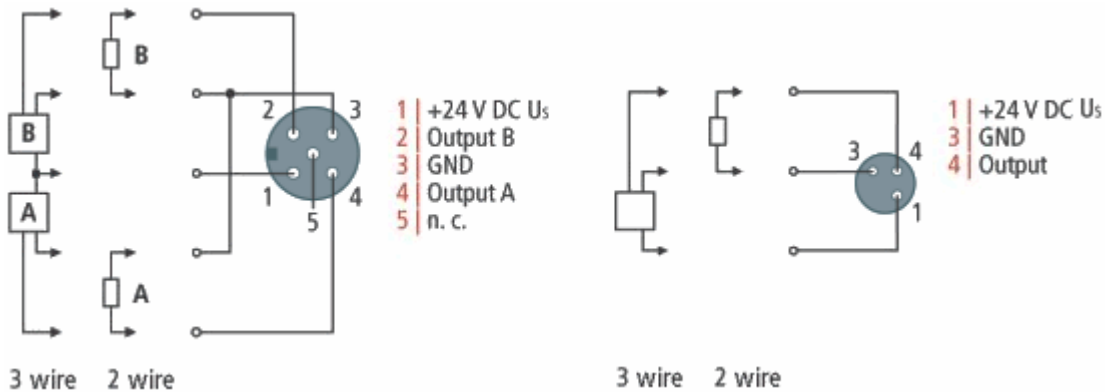 B
B
A
A
2
3
1
4
5
1 | +24 V DC Us
2 | Output B
3 | GND
4 | Output A
5 | n. c.
3 wire
2 wire
3
4
1
1 | +24 V DC Us
3 | GND
4 | Output
3 wire
2 wire